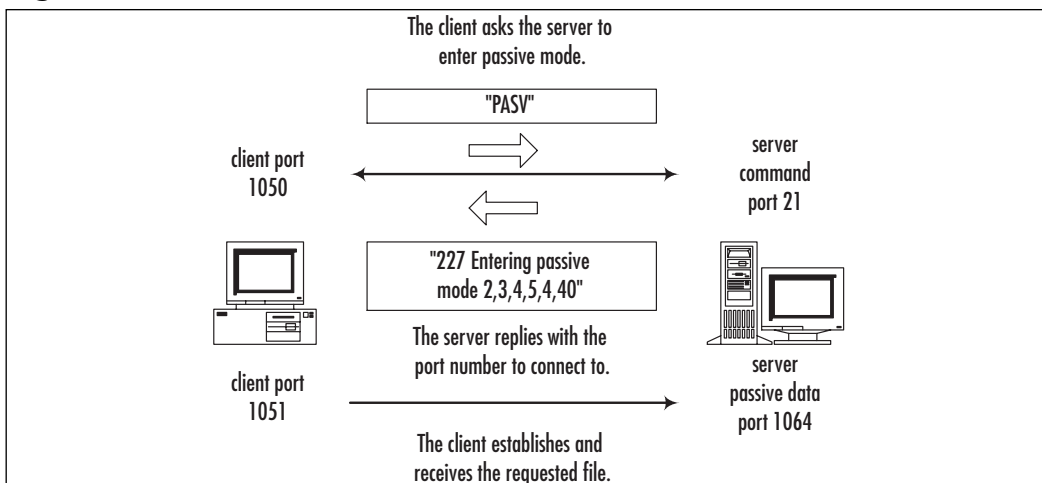 The client asks the server to
enter passive mode.
"PASV"
client port
1050
server
command
port 21
"227 Entering passive
mode 2,3,4,5,4,40"
The server replies with the
port number to connect to.
client port
1051
server
passive data
port 1064
The client establishes and
receives the requested file.